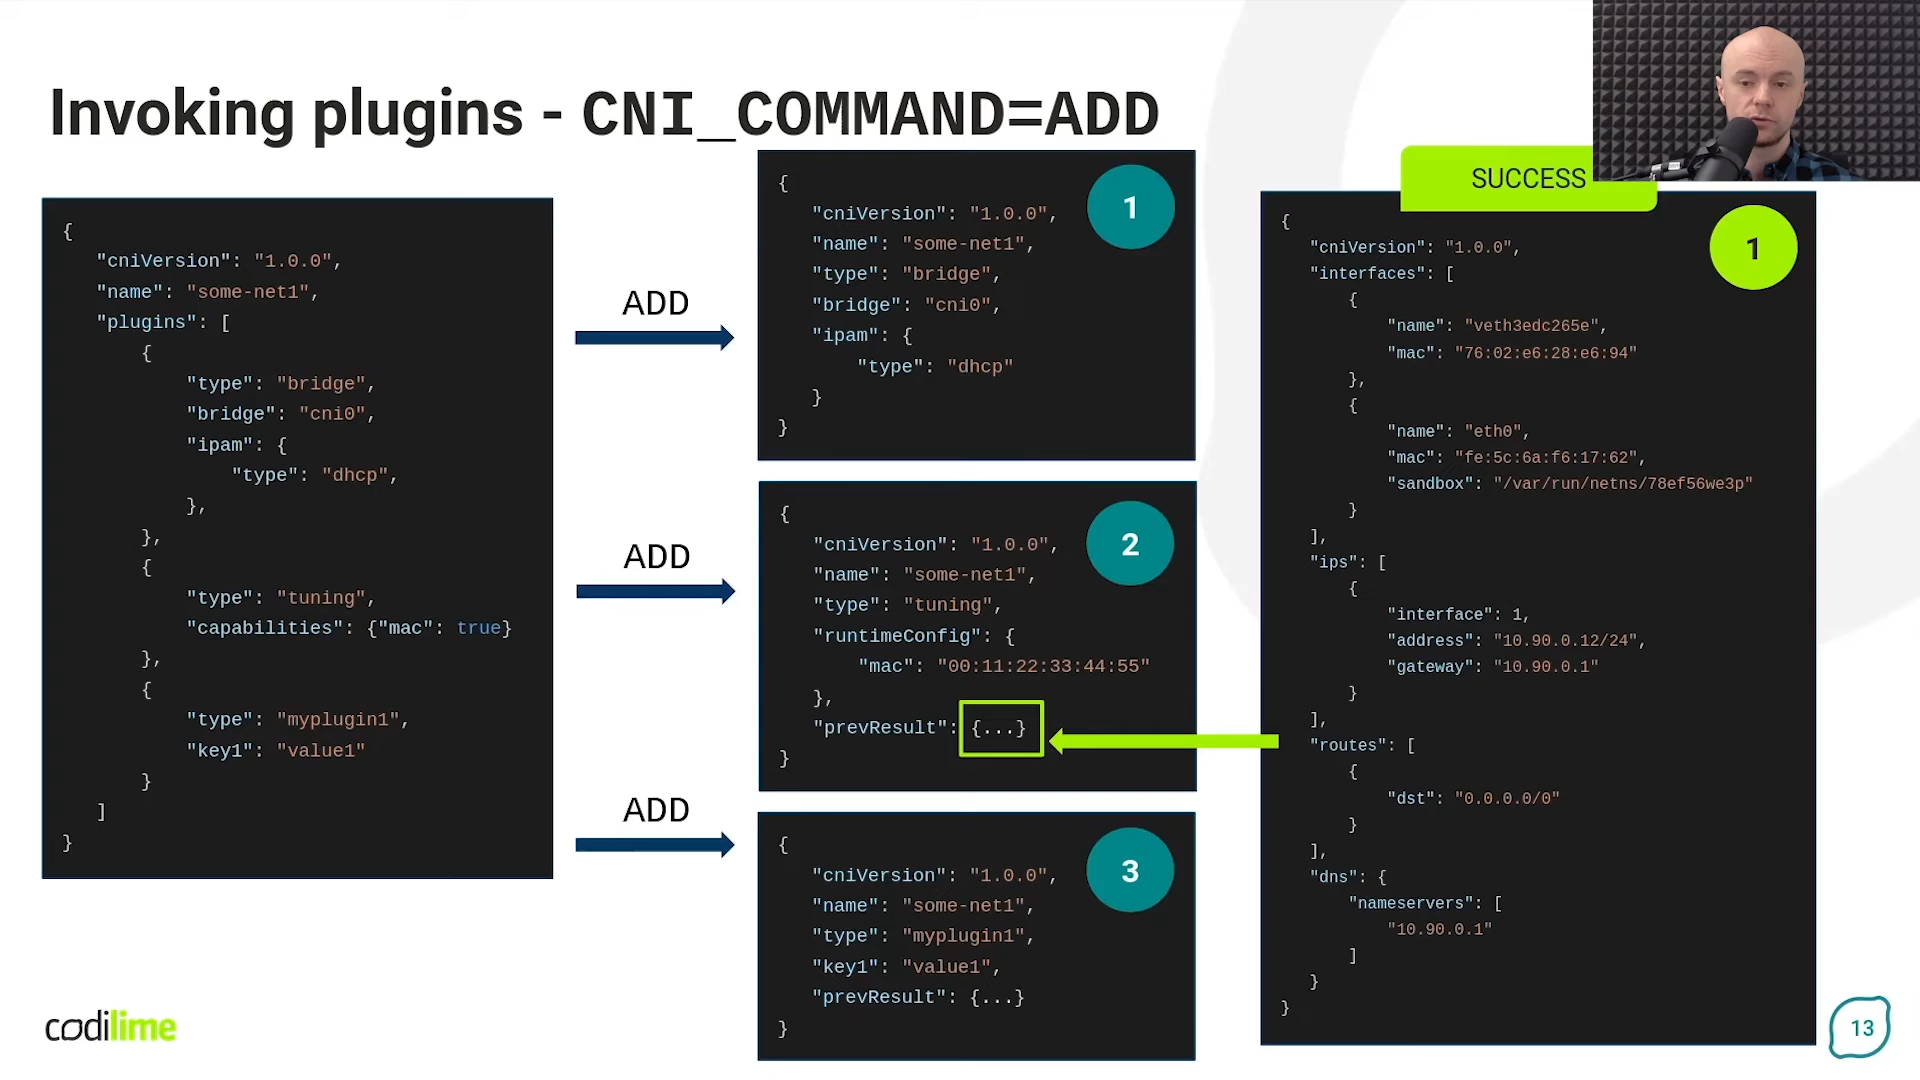 Invoking plugins - CNI_COMMAND=ADD
{
"cniVersion": "1.0.0",
"name": "some-net1",
"plugins": [
{
"type": "bridge",
"bridge": "cni0",
"ipam": {
"type": "dhcp",
},
},
{
"type": "tuning",
"capabilities": {"mac": true}
},
{
"type": "myplugin1",
"key1": "value1"
}
]
}
ADD
ADD
ADD
{
"cniVersion": "1.0.0",
"name": "some-net1",
"type": "bridge",
"bridge": "cni0",
"ipam": {
"type": "dhcp"
}
}
1
{
"cniVersion": "1.0.0",
"name": "some-net1",
"type": "tuning",
"runtimeConfig": {
"mac": "00:11:22:33:44:55"
},
"prevResult": {...}
}
2
{
"cniVersion": "1.0.0",
"name": "some-net1",
"type": "myplugin1",
"key1": "value1",
"prevResult": {...}
}
3
SUCCESS
1
{
"cniVersion": "1.0.0",
"interfaces": [
{
"name": "veth3edc265e",
"mac": "76:02:e6:28:e6:94"
},
{
"name": "eth0",
"mac": "fe:5c:6a:f6:17:62",
"sandbox": "/var/run/netns/78ef56we3p"
}
],
"ips": [
{
"interface": 1,
"address": "10.90.0.12/24",
"gateway": "10.90.0.1"
}
],
"routes": [
{
"dst": "0.0.0.0/0"
}
],
"dns": {
"nameservers": [
"10.90.0.1"
]
}
}
codilime
13